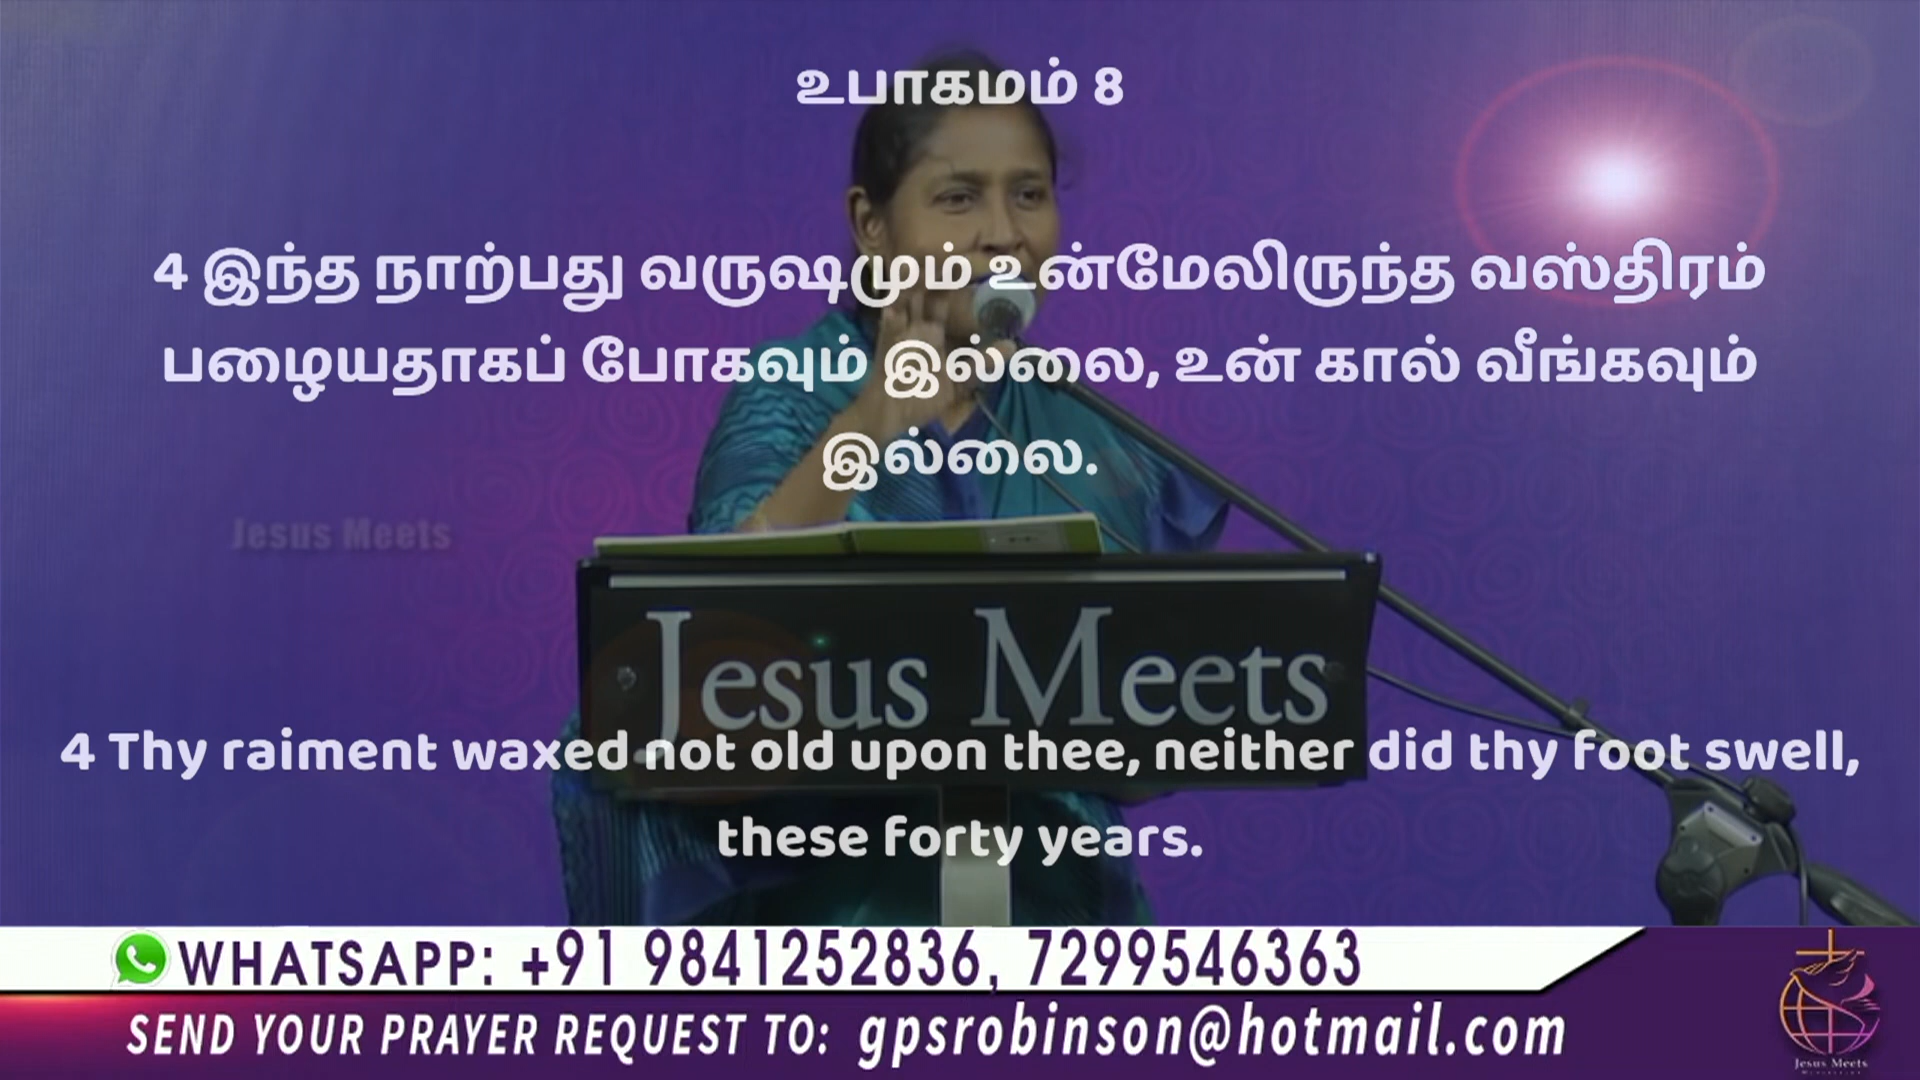 உபாகமம் 8
4 இந்த நாற்பது வருஷமும் உன்மேலிருந்த வஸ்திரம்
பழையதாகப் போகவும் இல்லை, உன் கால் வீங்கவும்
இல்லை.
Jesus Meets
Jesus Meets
4 Thy raiment waxed not old upon thee, neither did thy foot swell,
these forty years.
WHATSAPP: +91 9841252836, 7299546363
SEND YOUR PRAYER REQUEST TO: gpsrobinson@hotmail.com
Jesus Meets